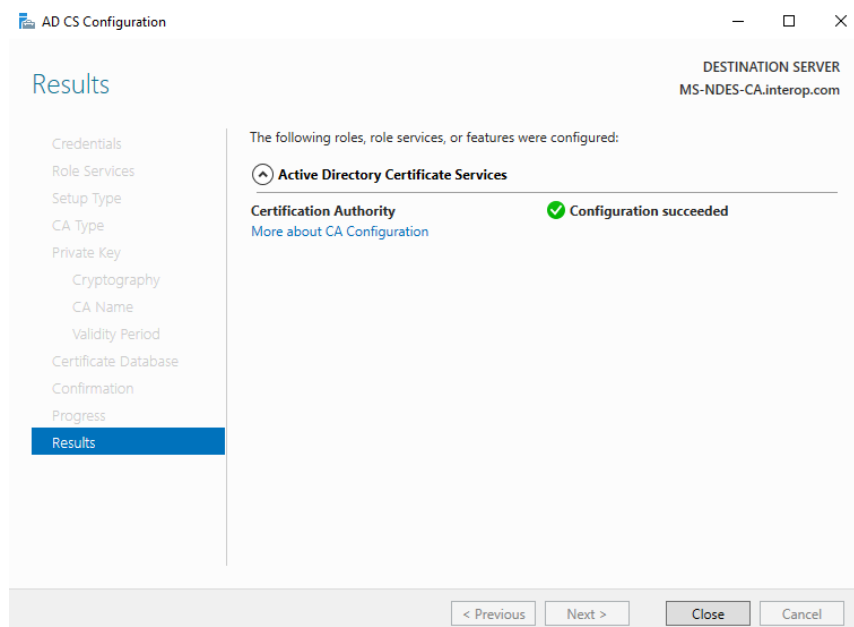 AD CS Configuration
Results
DESTINATION SERVER
MS-NDES-CA.interop.com
Credentials
Role Services
Setup Type
CA Type
Private Key
Cryptography
CA Name
Validity Period
Certificate Database
Confirmation
Progress
Results
The following roles, role services, or features were configured:
Active Directory Certificate Services
Certification Authority
Configuration succeeded
More about CA Configuration
< Previous
Next >
Close
Cancel